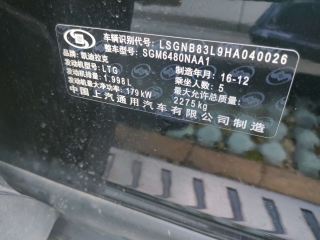 车辆识别代号: LSGNB83L9HA040026
整车型号: SGM6480NAA1
品牌: 凯迪拉克 制造年月: 16-12
发动机型号: LTG 乘坐人数: 5
发动机排量: 1.998L 最大允许总质量:
发动机最大净功率: 179kW 2275kg
中国上汽通用汽车有限公司制造